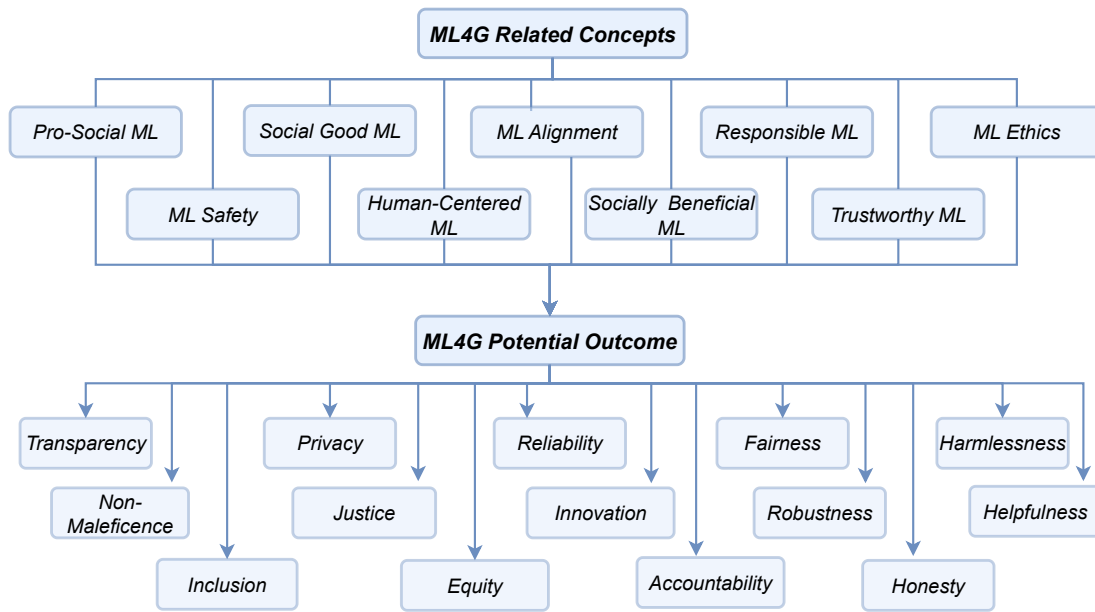 ML4G Related Concepts
Pro-Social ML
Social Good ML
ML Alignment
Responsible ML
ML Ethics
ML Safety
Human-Centered
ML
Socially Beneficial
ML
Trustworthy ML
ML4G Potential Outcome
Transparency
Privacy
Reliability
Fairness
Harmlessness
Non-
Maleficence
Justice
Innovation
Robustness
Helpfulness
Inclusion
Equity
Accountability
Honesty